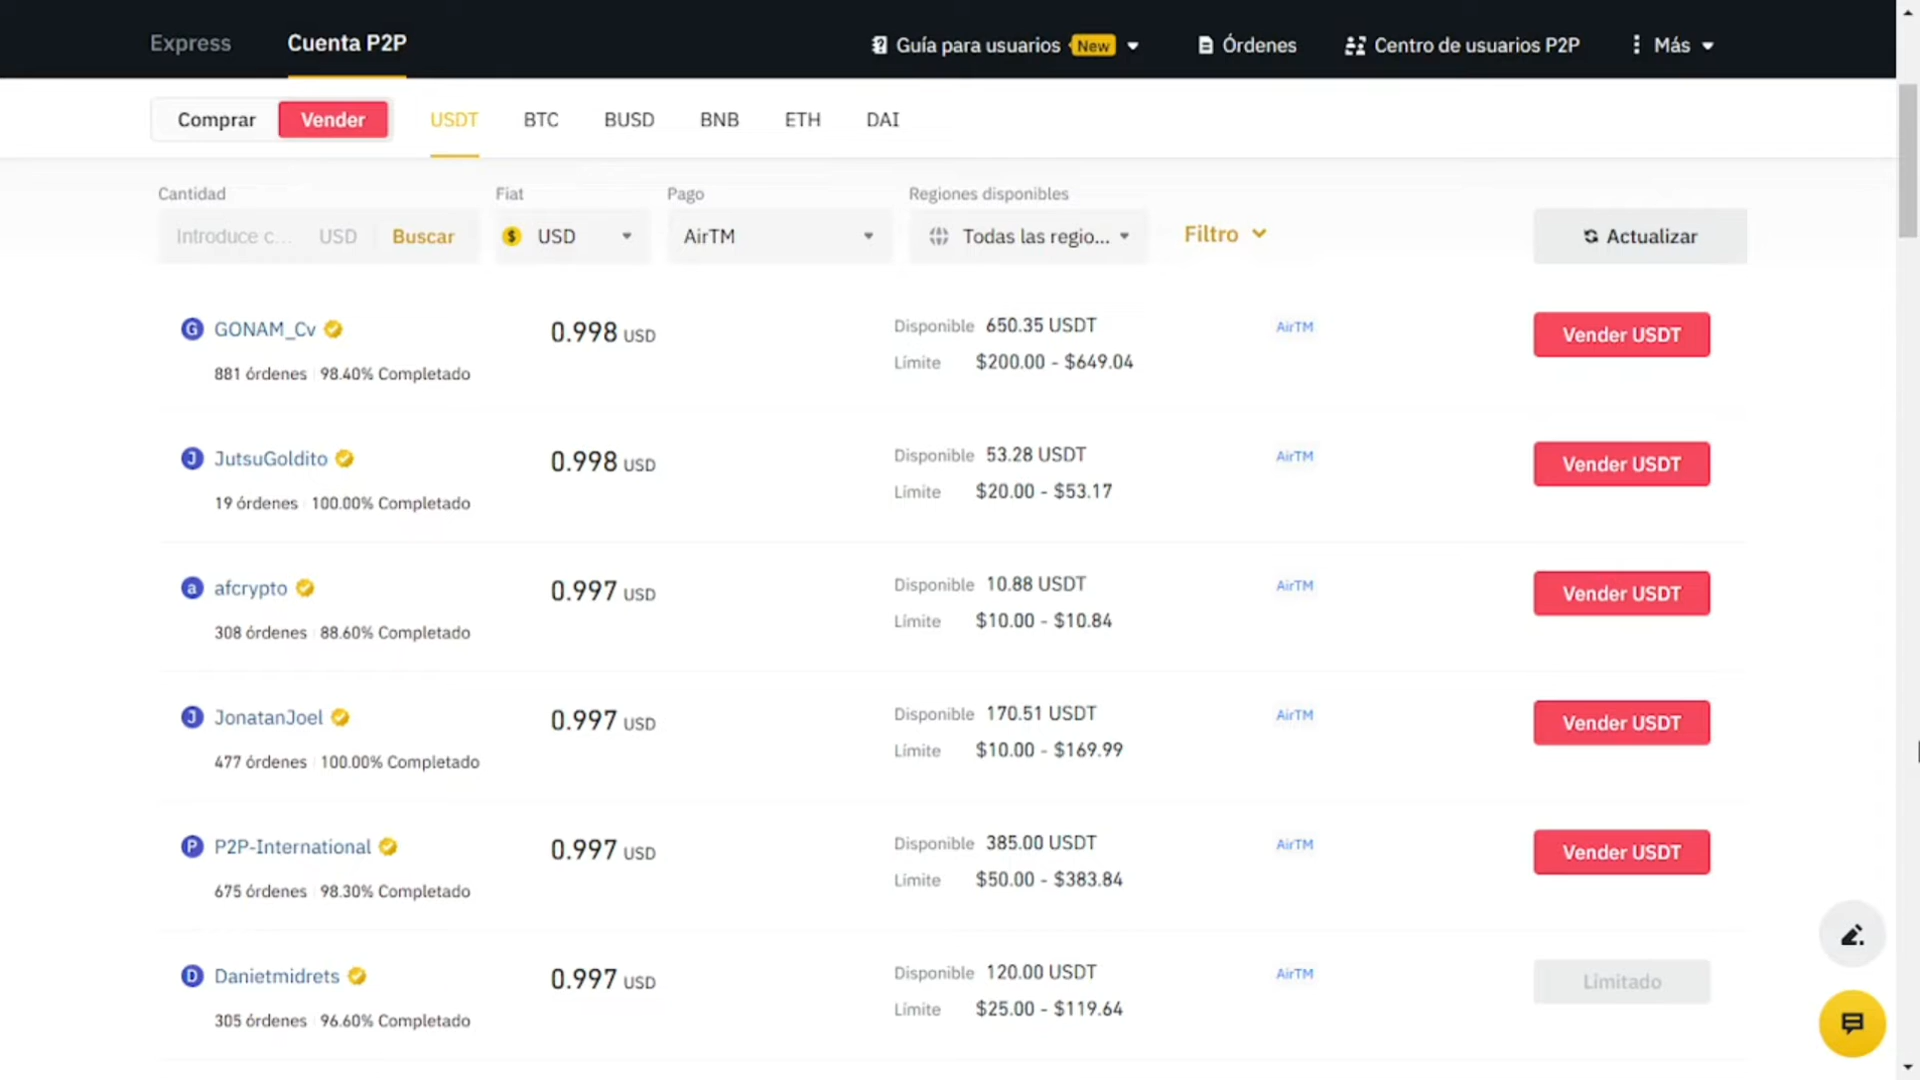 Express Cuenta P2P Guía para usuarios New Órdenes Centro de usuarios P2P Más
Comprar Vender USDT BTC BUSD BNB ETH DAI
Cantidad Fiat Pago Regiones disponibles
Introduce c... USD Buscar $ USD AirTM Todas las regio... Filtro Actualizar
G GONAM_Cv 0.998 USD Disponible 650.35 USDT AirTM Vender USDT
881 órdenes 98.40% Completado Límite $200.00 - $649.04
J JutsuGoldito 0.998 USD Disponible 53.28 USDT AirTM Vender USDT
19 órdenes 100.00% Completado Límite $20.00 - $53.17
a afcrypto 0.997 USD Disponible 10.88 USDT AirTM Vender USDT
308 órdenes 88.60% Completado Límite $10.00 - $10.84
J JonatanJoel 0.997 USD Disponible 170.51 USDT AirTM Vender USDT
477 órdenes 100.00% Completado Límite $10.00 - $169.99
P P2P-International 0.997 USD Disponible 385.00 USDT AirTM Vender USDT
675 órdenes 98.30% Completado Límite $50.00 - $383.84
D Danietmidrets 0.997 USD Disponible 120.00 USDT AirTM Limitado
305 órdenes 96.60% Completado Límite $25.00 - $119.64